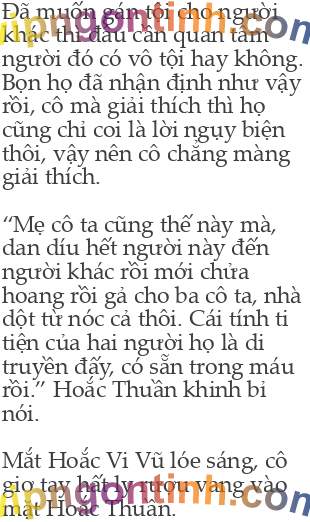 Đã muốn gán tội cho người
khác thì đâu cần quan tâm
người đó có vô tội hay không.
Bọn họ đã nhận định như vậy
rồi, cô mà giải thích thì họ
cũng chỉ coi là lời ngụy biện
thôi, vậy nên cô chẳng màng
giải thích.
“Mẹ cô ta cũng thế này mà,
dan díu hết người này đến
người khác rồi mới chửa
hoang rồi gả cho ba cô ta, nhà
dột từ nóc cả thôi. Cái tính ti
tiện của hai người họ là di
truyền đấy, có sẵn trong máu
rồi.” Hoắc Thuần khinh bỉ
nói.
Mắt Hoắc Vi Vũ lóe sáng, cô
giơ tay hất ly rượu vang vào
mặt Hoắc Thuần.